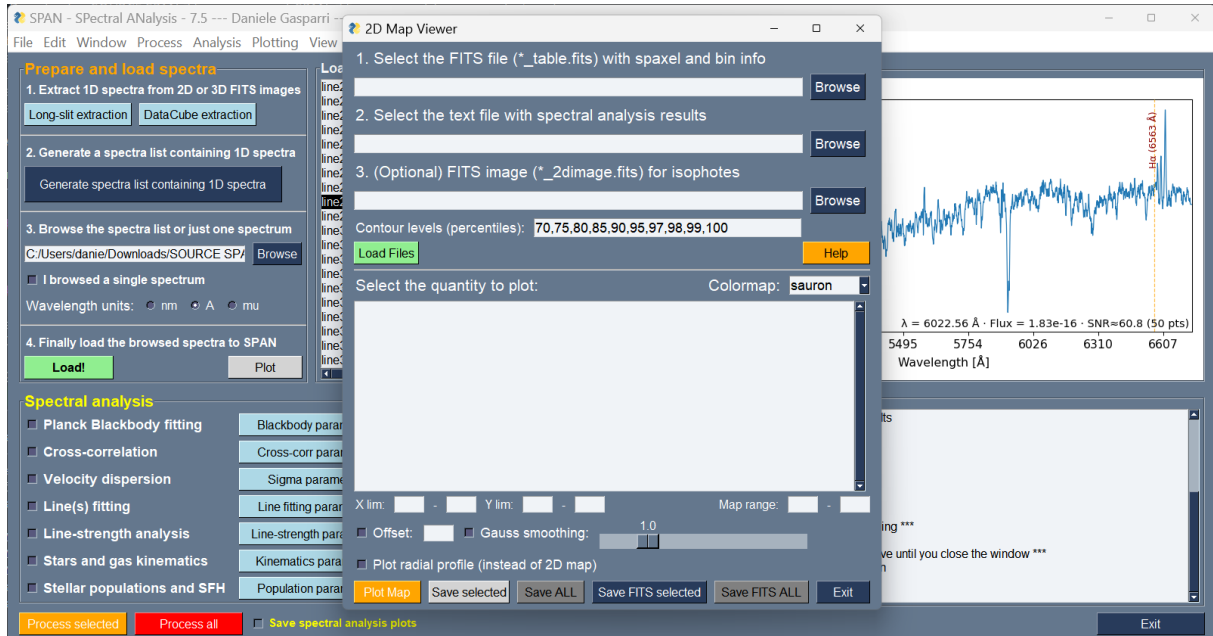 SPAN - SPectral ANalysis - 7.5 --- Daniele Gasparri --
File Edit Window Process Analysis Plotting View
Prepare and load spectra
1. Extract 1D spectra from 2D or 3D FITS images
Long-slit extraction DataCube extraction
2. Generate a spectra list containing 1D spectra
Generate spectra list containing 1D spectra
3. Browse the spectra list or just one spectrum
C:/Users/danie/Downloads/SOURCE SPA Browse
I browsed a single spectrum
Wavelength units: nm A mu
4. Finally load the browsed spectra to SPAN
Load! Plot
Spectral analysis
Planck Blackbody fitting Blackbody para
Cross-correlation Cross-corr para
Velocity dispersion Sigma parame
Line(s) fitting Line fitting para
Line-strength analysis Line-strength para
Stars and gas kinematics Kinematics para
Stellar populations and SFH Population para
Process selected Process all Save spectral analysis plots
2D Map Viewer
1. Select the FITS file (*_table.fits) with spaxel and bin info
Browse
2. Select the text file with spectral analysis results
Browse
3. (Optional) FITS image (*_2dimage.fits) for isophotes
Browse
Contour levels (percentiles): 70,75,80,85,90,95,97,98,99,100
Load Files Help
Select the quantity to plot: Colormap: sauron
X lim: - Y lim: - Map range: -
Offset: Gauss smoothing: 1.0
Plot radial profile (instead of 2D map)
Plot Map Save selected Save ALL Save FITS selected Save FITS ALL Exit
Hα (6563 Å)
λ = 6022.56 Å · Flux = 1.83e-16 · SNR≈60.8 (50 pts)
5495 5754 6026 6310 6607
Wavelength [Å]
lts
ing ***
ve until you close the window ***
Exit